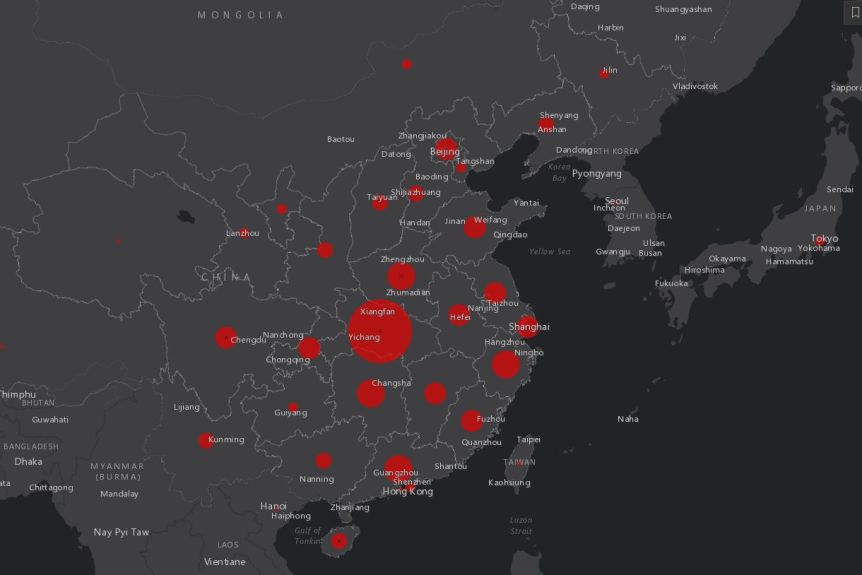 Daqing
Shuangyashan
MONGOLIA
Harbin
Jixi
Jilin
Vladivostok
Sapporo
Shenyang
Anshan
Zhangjiakou
Baotou
Beijing
Datong
Tangshan
Dandong
NORTH KOREA
Korea
Bay
Pyongyang
Baoding
Shijiazhuang
Taiyuan
Yantai
Seoul
Incheon
SOUTH KOREA
Sendai
JAPAN
Handan
Jinan
Weifang
Qingdao
Daejeon
Lanzhou
Ulsan
Gwangju
Busan
Yellow Sea
Tokyo
Yokohama
Nagoya
Hamamatsu
Okayama
Hiroshima
Fukuoka
Zhengzhou
CHINA
Zhumadian
Taizhou
Nanjing
Hefei
Xiangfan
Shanghai
Yichang
Nanchong
Chengdu
Hangzhou
Ningbo
Chongqing
Changsha
Thimphu
BHUTAN
Lijiang
Guiyang
Guwahati
Fuzhou
Naha
Kunming
Quanzhou
Taipei
BANGLADESH
Dhaka
MYANMAR
(BURMA)
Shantou
TAIWAN
Guangzhou
Nanning
Shenzhen
Hong Kong
Kaohsiung
Chittagong
Mandalay
Hanoi
Haiphong
Zhanjiang
Luzon
Strait
Nay Pyi Taw
Gulf of
Tonkin
LAOS
Vientiane